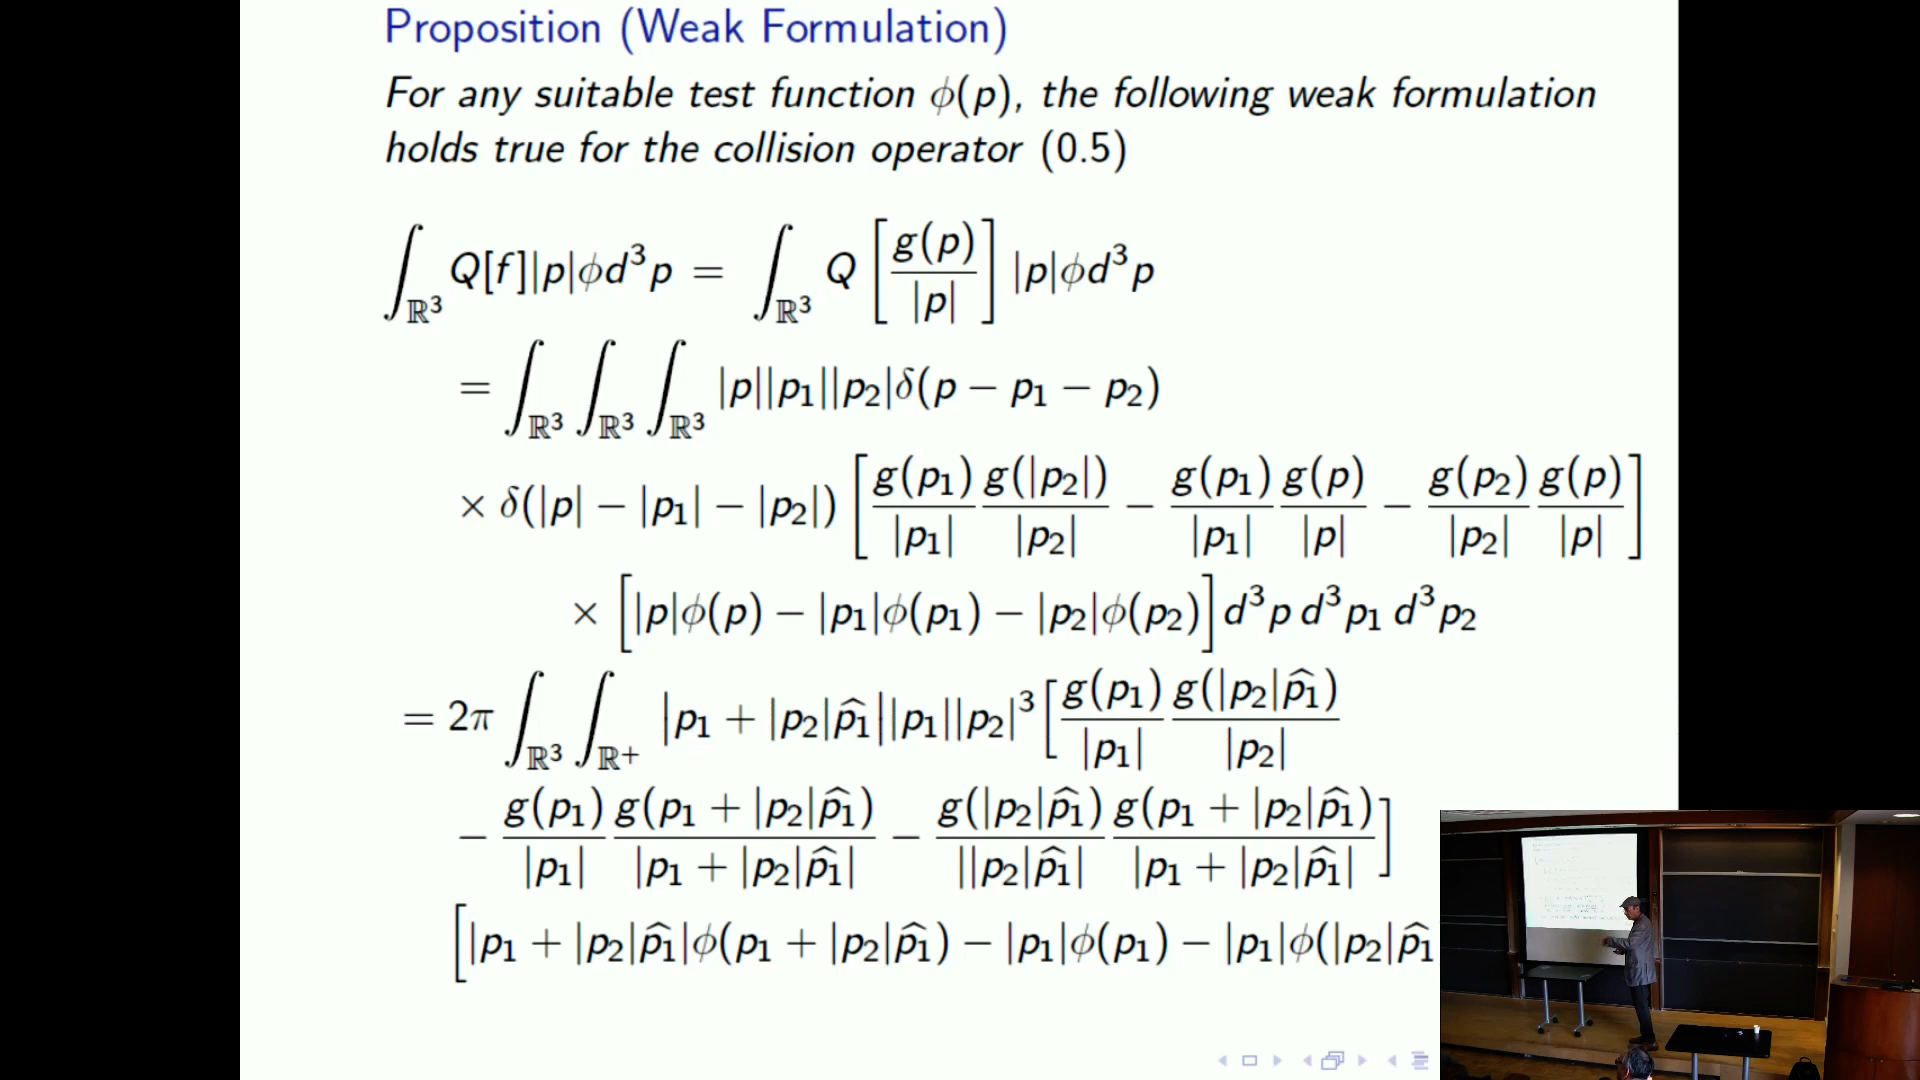 Proposition (Weak Formulation)
For any suitable test function ϕ(p), the following weak formulation
holds true for the collision operator (0.5)
∫_{ℝ³} Q[f]|p|ϕd³p = ∫_{ℝ³} Q [g(p)/|p|] |p|ϕd³p
= ∫_{ℝ³} ∫_{ℝ³} ∫_{ℝ³} |p||p₁||p₂|δ(p − p₁ − p₂)
× δ(|p| − |p₁| − |p₂|) [g(p₁)/|p₁| g(|p₂|)/|p₂| − g(p₁)/|p₁| g(p)/|p| − g(p₂)/|p₂| g(p)/|p|]
× [|p|ϕ(p) − |p₁|ϕ(p₁) − |p₂|ϕ(p₂)] d³p d³p₁ d³p₂
= 2π ∫_{ℝ³} ∫_{ℝ+} |p₁ + |p₂|p̂₁||p₁||p₂|³ [g(p₁)/|p₁| g(|p₂|p̂₁)/|p₂|
− g(p₁)/|p₁| g(p₁ + |p₂|p̂₁)/|p₁ + |p₂|p̂₁| − g(|p₂|p̂₁)/||p₂|p̂₁| g(p₁ + |p₂|p̂₁)/|p₁ + |p₂|p̂₁|]
[|p₁ + |p₂|p̂₁|ϕ(p₁ + |p₂|p̂₁) − |p₁|ϕ(p₁) − |p₁|ϕ(|p₂|p̂₁